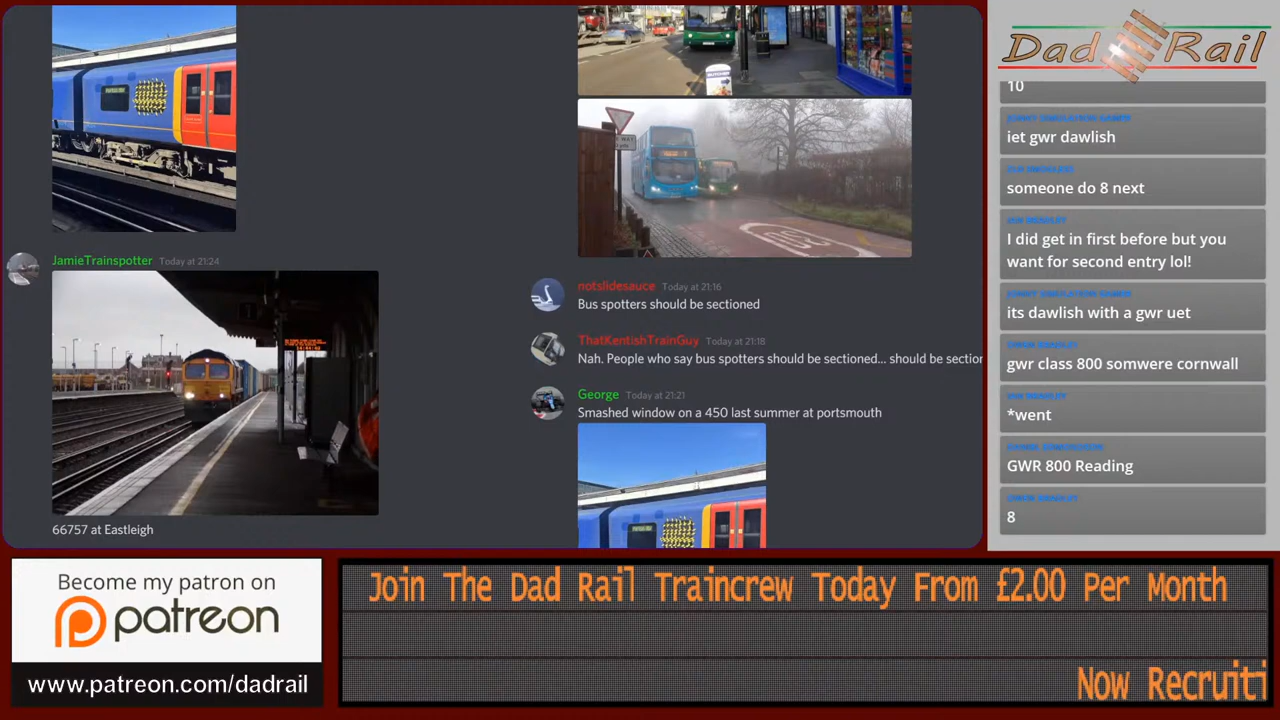 JamieTrainspotter Today at 21:24
66757 at Eastleigh
notslidesauce Today at 21:16
Bus spotters should be sectioned
ThatKentishTrainGuy Today at 21:18
Nah. People who say bus spotters should be sectioned... should be section
George Today at 21:21
Smashed window on a 450 last summer at portsmouth
Dad Rail
10
iet gwr dawlish
someone do 8 next
I did get in first before but you
want for second entry lol!
its dawlish with a gwr uet
gwr class 800 somwere cornwall
*went
GWR 800 Reading
8
Become my patron on
patreon
www.patreon.com/dadrail
Join The Dad Rail Traincrew Today From £2.00 Per Month
Now Recruiti